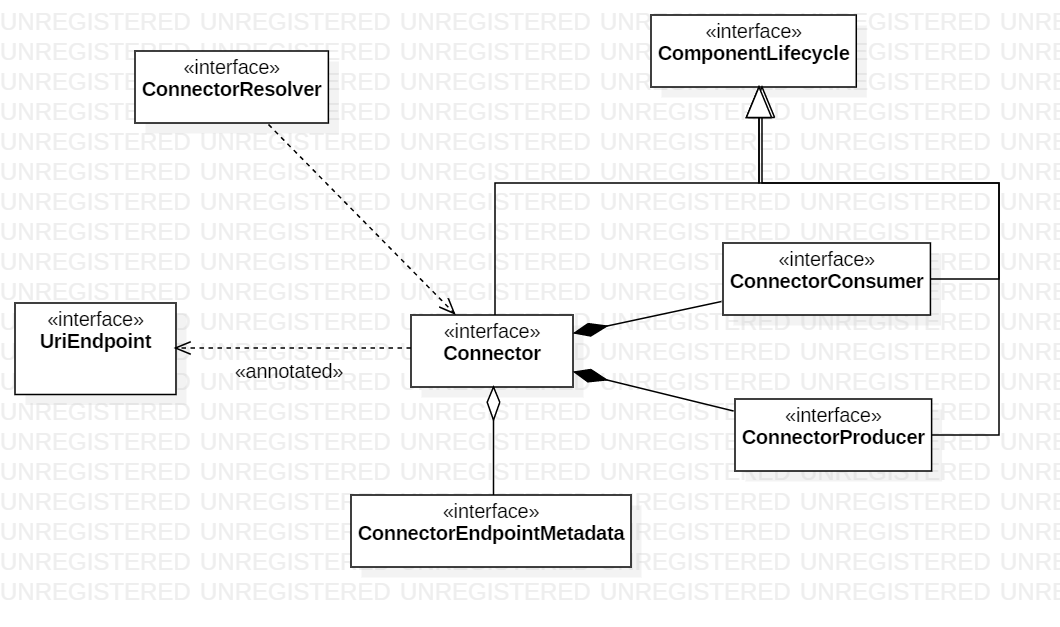 «interface»
ComponentLifecycle
«interface»
ConnectorResolver
«interface»
ConnectorConsumer
«interface»
UriEndpoint
«interface»
Connector
«annotated»
«interface»
ConnectorProducer
«interface»
ConnectorEndpointMetadata
UNREGISTERED